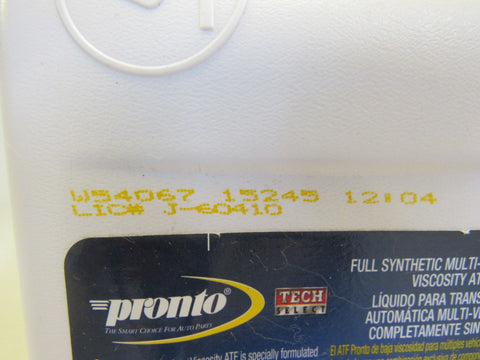 W54067 15245 12:04
LIC# J-60410
pronto®
THE SMART CHOICE FOR AUTO PARTS
TECH
SELECT
FULL SYNTHETIC MULTI-
VISCOSITY AT
LÍQUIDO PARA TRANS
AUTOMÁTICA MULTI-V
COMPLETAMENTE SIN
Viscosity ATF is specially formulated
El ATF Pronto de baja viscosidad para múltiples vehíc